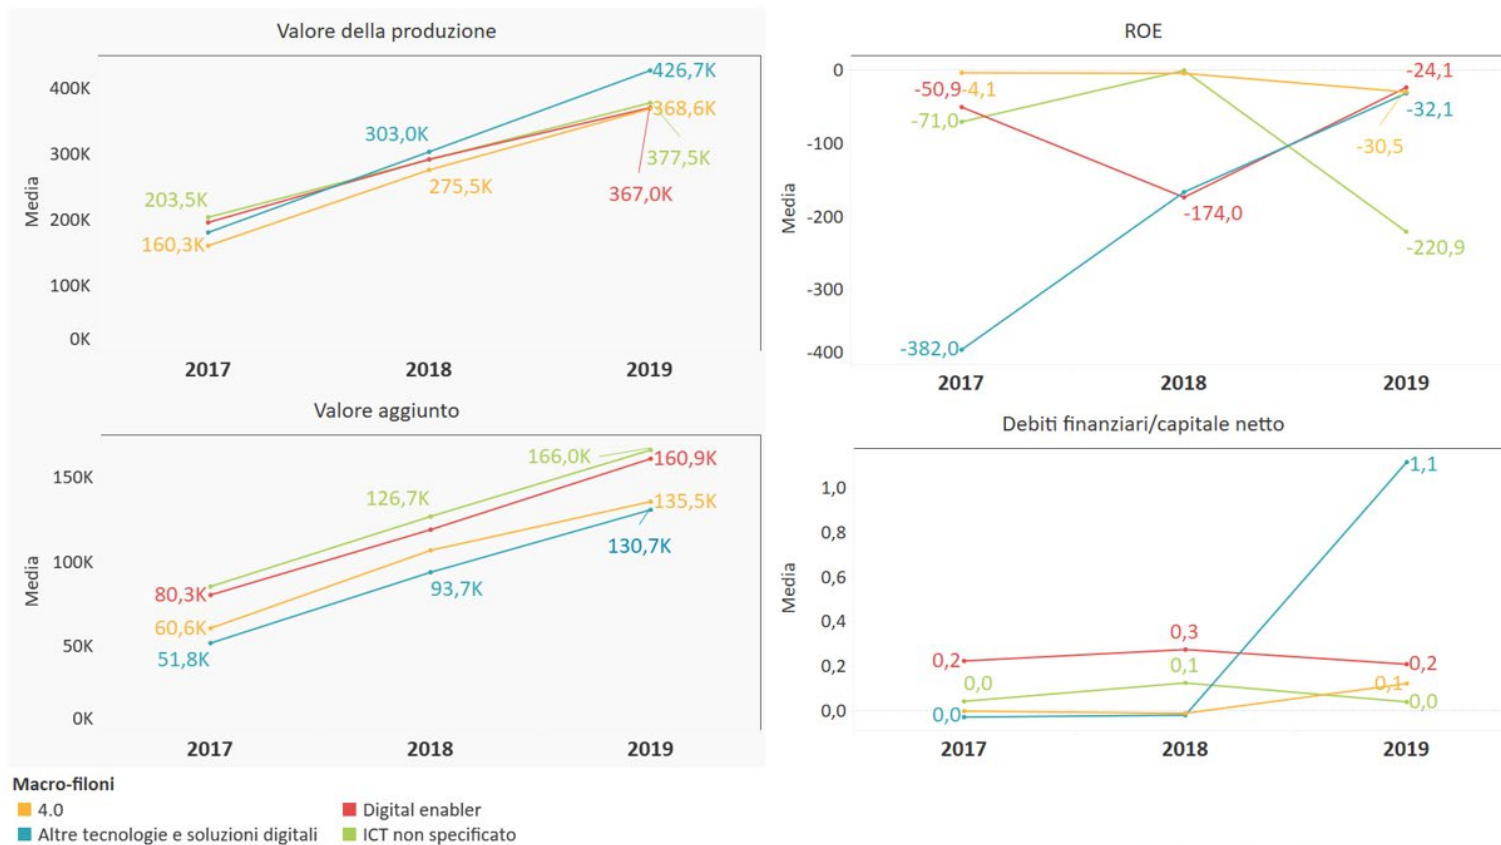 Valore della produzione
Media
400K
300K
200K
100K
0K
203,5K
160,3K
303,0K
275,5K
426,7K
368,6K
377,5K
367,0K
2017 2018 2019
ROE
Media
0
-100
-200
-300
-400
-50,9 -4,1
-71,0
-382,0
-174,0
-24,1
-32,1
-30,5
-220,9
2017 2018 2019
Valore aggiunto
Media
150K
100K
50K
0K
80,3K
60,6K
51,8K
126,7K
93,7K
166,0K
160,9K
135,5K
130,7K
2017 2018 2019
Debiti finanziari/capitale netto
Media
1,0
0,8
0,6
0,4
0,2
0,0
0,2
0,0
0,0
0,3
0,1
1,1
0,2
0,1
0,0
2017 2018 2019
Macro-filoni
4.0
Digital enabler
Altre tecnologie e soluzioni digitali
ICT non specificato